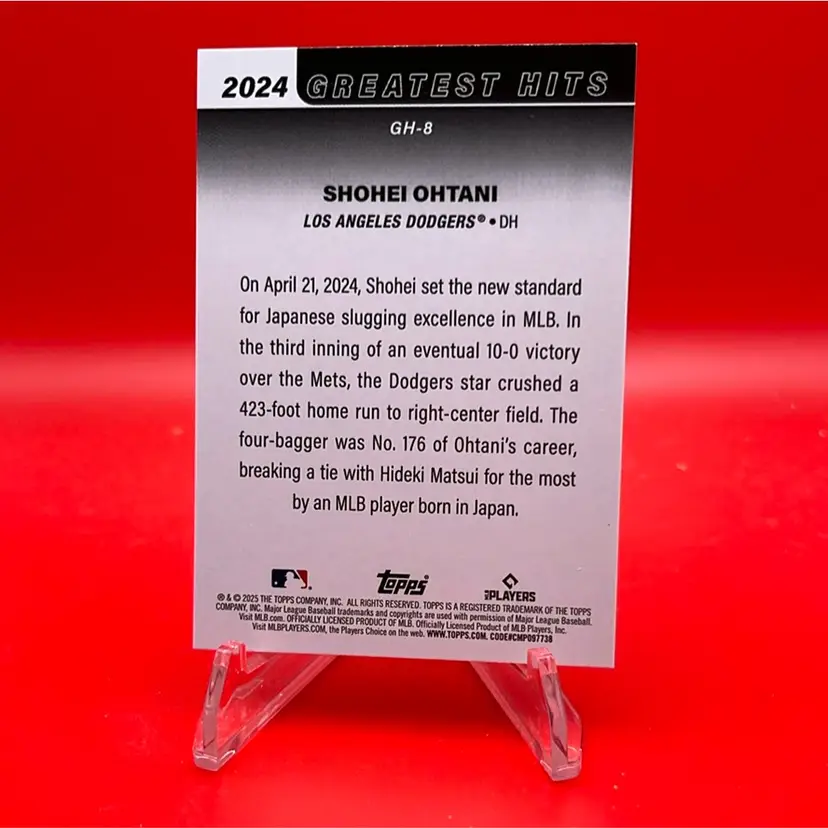 2024 GREATEST HITS
GH-8
SHOHEI OHTANI
LOS ANGELES DODGERS® • DH
On April 21, 2024, Shohei set the new standard
for Japanese slugging excellence in MLB. In
the third inning of an eventual 10-0 victory
over the Mets, the Dodgers star crushed a
423-foot home run to right-center field. The
four-bagger was No. 176 of Ohtani's career,
breaking a tie with Hideki Matsui for the most
by an MLB player born in Japan.
Topps PLAYERS
® & © 2025 THE TOPPS COMPANY, INC. ALL RIGHTS RESERVED. TOPPS IS A REGISTERED TRADEMARK OF THE TOPPS
COMPANY, INC. Major League Baseball trademarks and copyrights are used with permission of Major League Baseball.
Visit MLB.com. OFFICIALLY LICENSED PRODUCT OF MLB. Officially Licensed Product of MLB Players, Inc.
Visit MLBPLAYERS.COM, the Players Choice on the web. WWW.TOPPS.COM. CODE#CMP097738